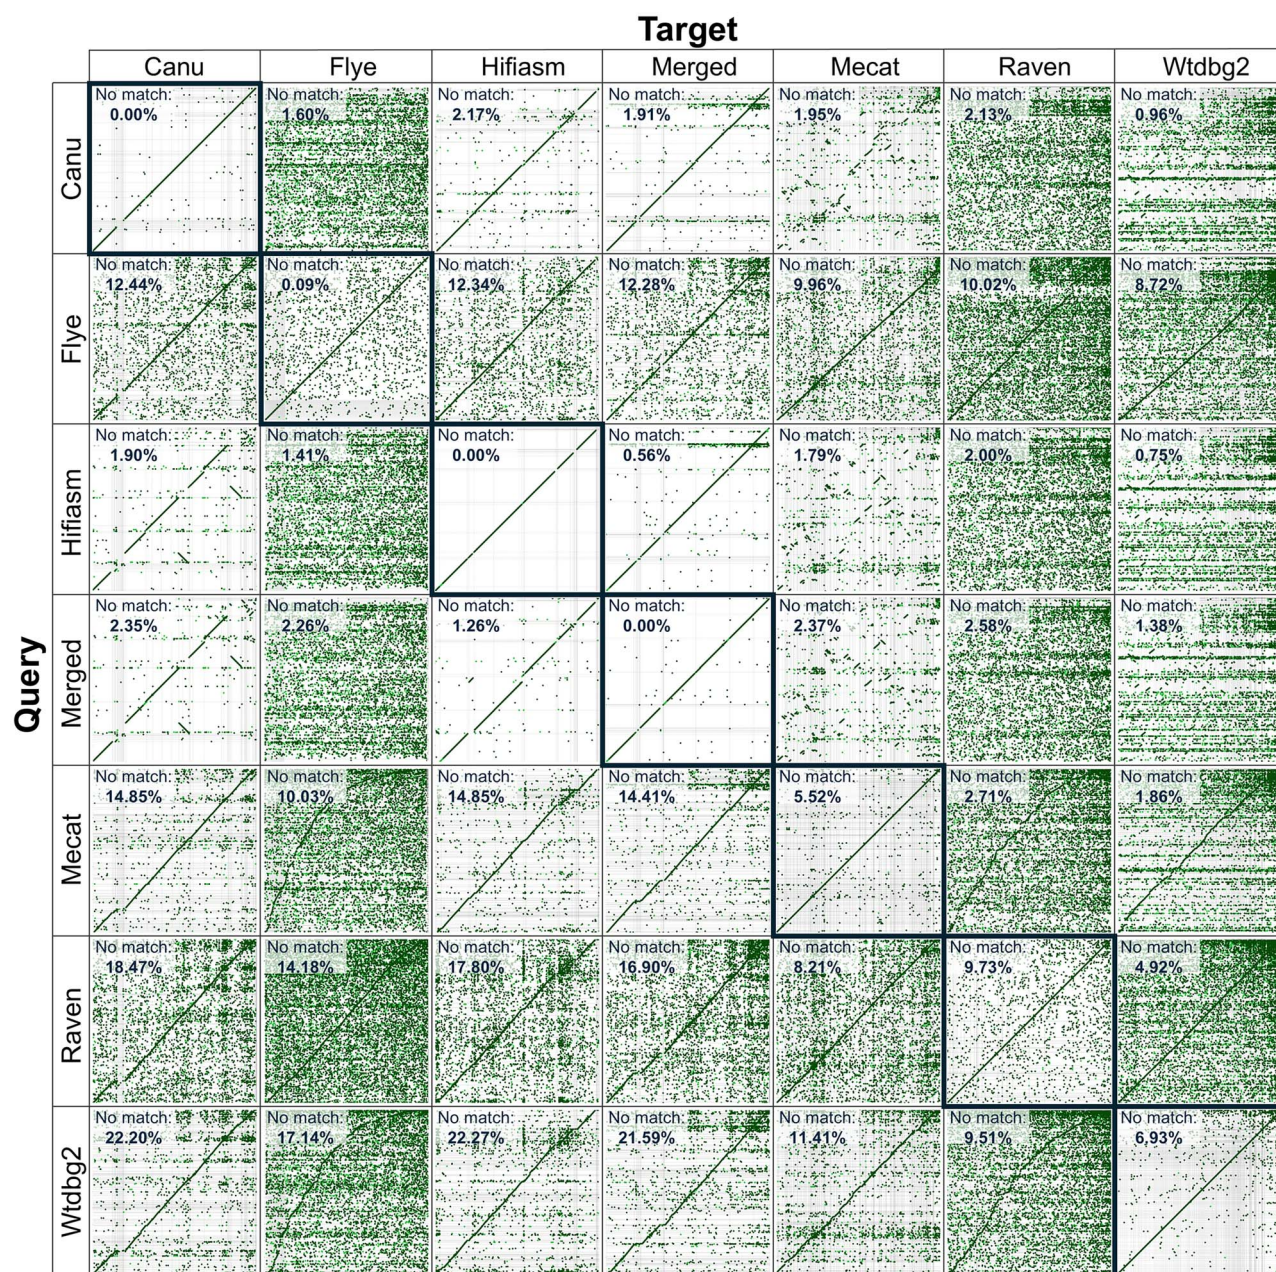 Target
Canu Flye Hifiasm Merged Mecat Raven Wtdbg2
Query
Canu
No match: No match: No match: No match: No match: No match: No match:
0.00% 1.60% 2.17% 1.91% 1.95% 2.13% 0.96%
Flye
No match: No match: No match: No match: No match: No match: No match:
12.44% 0.09% 12.34% 12.28% 9.96% 10.02% 8.72%
Hifiasm
No match: No match: No match: No match: No match: No match: No match:
1.90% 1.41% 0.00% 0.56% 1.79% 2.00% 0.75%
Merged
No match: No match: No match: No match: No match: No match: No match:
2.35% 2.26% 1.26% 0.00% 2.37% 2.58% 1.38%
Mecat
No match: No match: No match: No match: No match: No match: No match:
14.85% 10.03% 14.85% 14.41% 5.52% 2.71% 1.86%
Raven
No match: No match: No match: No match: No match: No match: No match:
18.47% 14.18% 17.80% 16.90% 8.21% 9.73% 4.92%
Wtdbg2
No match: No match: No match: No match: No match: No match: No match:
22.20% 17.14% 22.27% 21.59% 11.41% 9.51% 6.93%